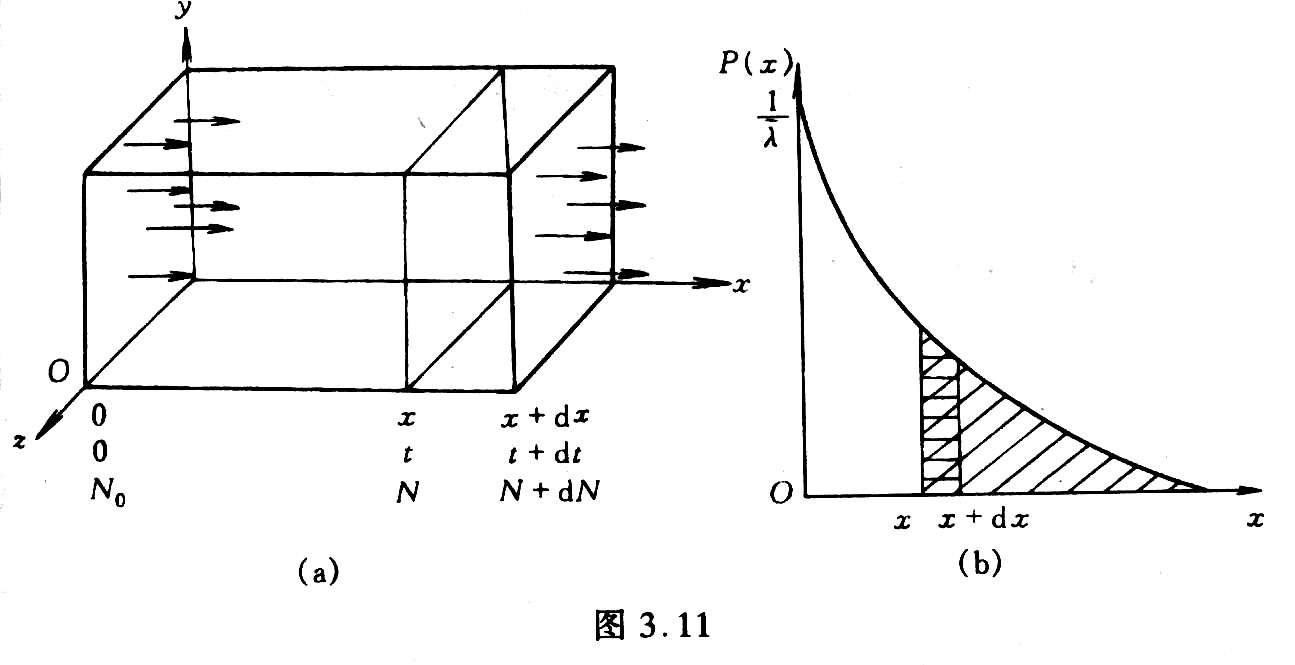 y
x
O
z
0 x x + dx
0 t t + dt
N₀ N N + dN
(a)
P(x)
1/λ̄
O
x x + dx x
(b)
图 3.11